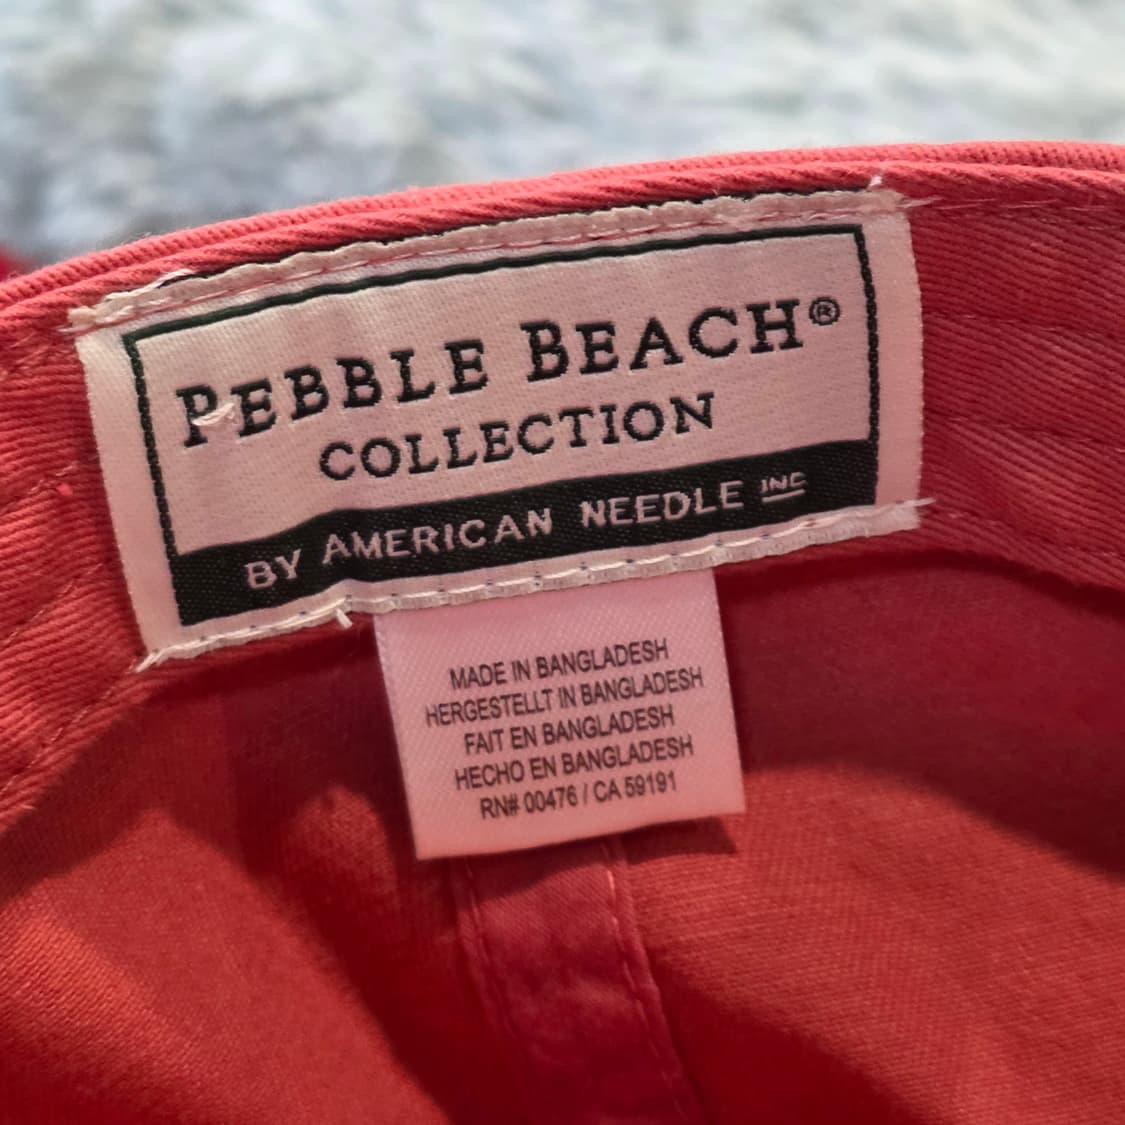 PEBBLE BEACH®
COLLECTION
BY AMERICAN NEEDLE INC
MADE IN BANGLADESH
HERGESTELLT IN BANGLADESH
FAIT EN BANGLADESH
HECHO EN BANGLADESH
RN# 00476 / CA 59191